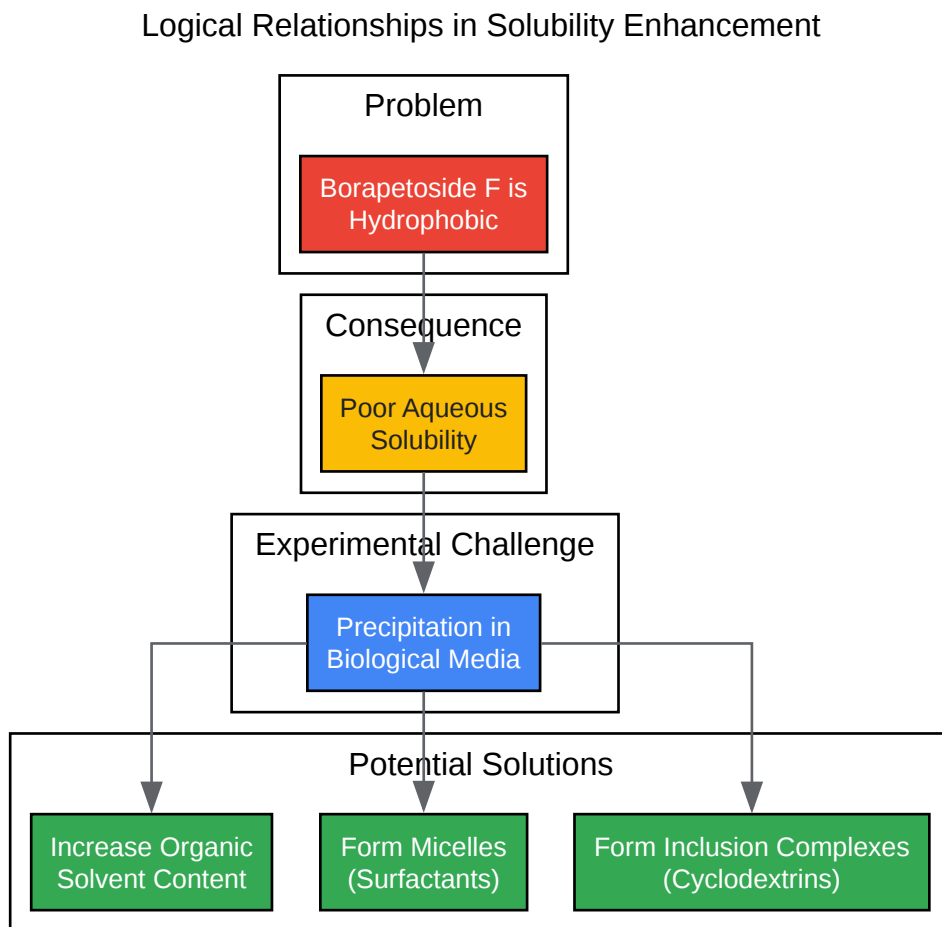 Logical Relationships in Solubility Enhancement
Problem
Borapetoside F is
Hydrophobic
Consequence
Poor Aqueous
Solubility
Experimental Challenge
Precipitation in
Biological Media
Potential Solutions
Increase Organic
Solvent Content
Form Micelles
(Surfactants)
Form Inclusion Complexes
(Cyclodextrins)